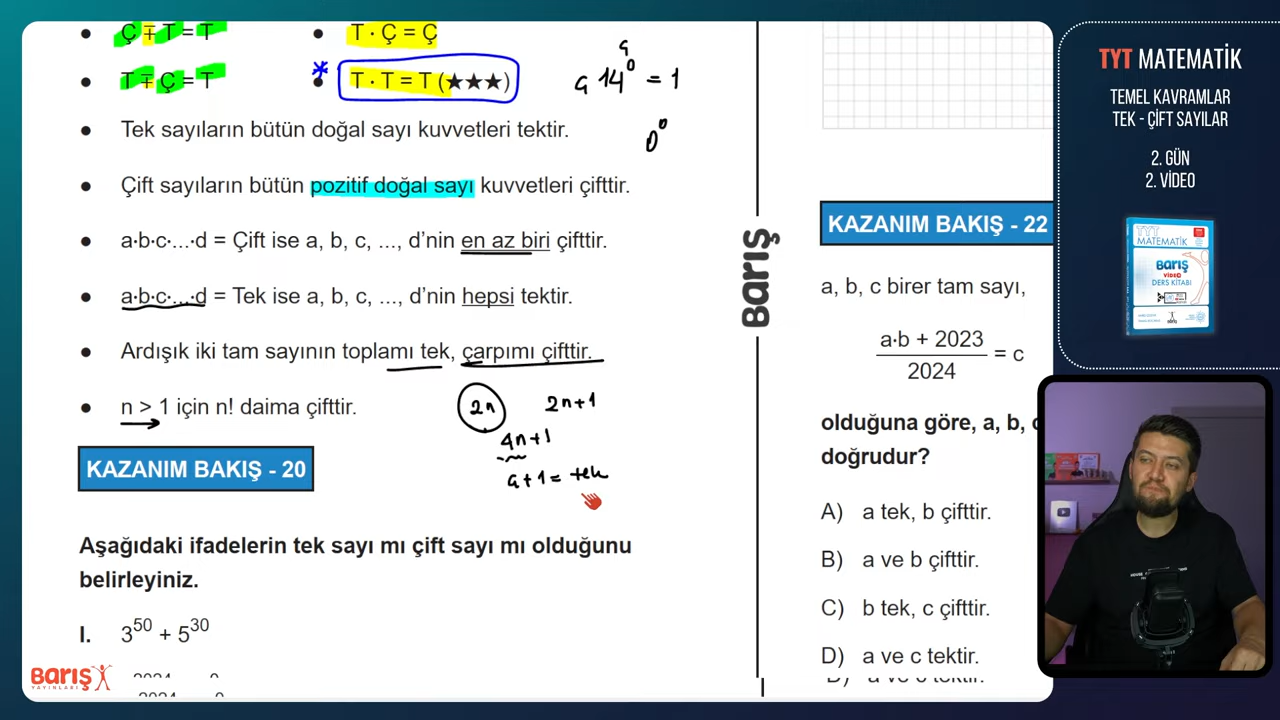 • Ç ∓ T = T
• T · Ç = Ç
• T ∓ Ç = T
* • T · T = T (★★★)
Ç
Ç 14⁰ = 1
0⁰
• Tek sayıların bütün doğal sayı kuvvetleri tektir.
• Çift sayıların bütün pozitif doğal sayı kuvvetleri çifttir.
• a·b·c·...·d = Çift ise a, b, c, ..., d’nin en az biri çifttir.
• a·b·c·...·d = Tek ise a, b, c, ..., d’nin hepsi tektir.
• Ardışık iki tam sayının toplamı tek, çarpımı çifttir.
• n > 1 için n! daima çifttir.
2n 2n+1
4n+1
Ç+1 = tek
KAZANIM BAKIŞ - 20
Aşağıdaki ifadelerin tek sayı mı çift sayı mı olduğunu
belirleyiniz.
I. 3⁵⁰ + 5³⁰
BARIŞ
YAYINLARI
BARIŞ
KAZANIM BAKIŞ - 22
a, b, c birer tam sayı,
a·b + 2023
2024
= c
olduğuna göre, a, b, c
doğrudur?
A) a tek, b çifttir.
B) a ve b çifttir.
C) b tek, c çifttir.
D) a ve c tektir.
TYT MATEMATİK
TEMEL KAVRAMLAR
TEK - ÇİFT SAYILAR
2. GÜN
2. VİDEO
TYT
MATEMATİK
BARIŞ
VİDEO
DERS KİTABI